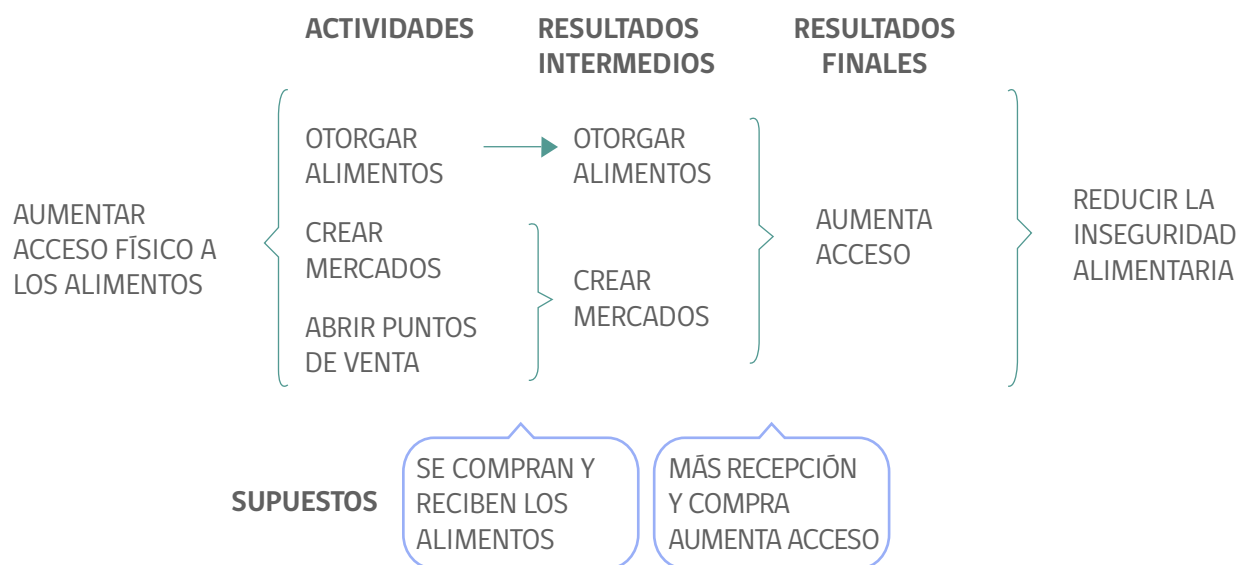 ACTIVIDADES
RESULTADOS
INTERMEDIOS
RESULTADOS
FINALES
AUMENTAR
ACCESO FÍSICO A
LOS ALIMENTOS
OTORGAR
ALIMENTOS
CREAR
MERCADOS
ABRIR PUNTOS
DE VENTA
OTORGAR
ALIMENTOS
CREAR
MERCADOS
AUMENTA
ACCESO
REDUCIR LA
INSEGURIDAD
ALIMENTARIA
SUPUESTOS
SE COMPRAN Y
RECIBEN LOS
ALIMENTOS
MÁS RECEPCIÓN
Y COMPRA
AUMENTA ACCESO